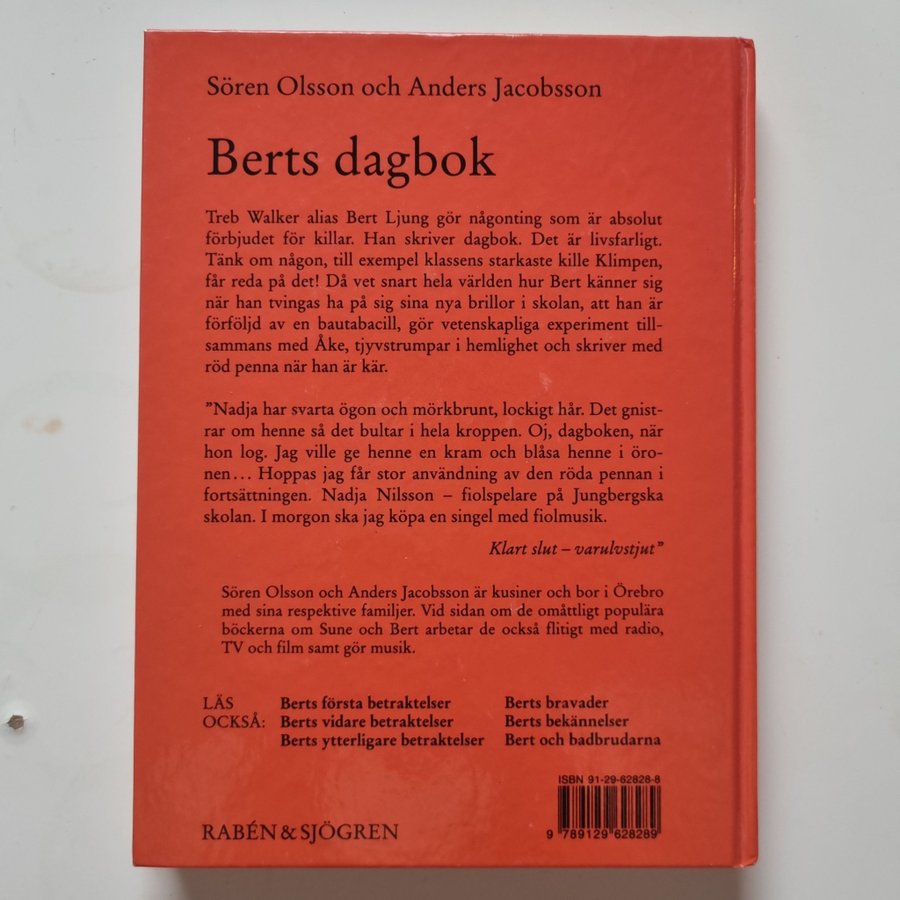 Sören Olsson och Anders Jacobsson
Berts dagbok
Treb Walker alias Bert Ljung gör någonting som är absolut
förbjudet för killar. Han skriver dagbok. Det är livsfarligt.
Tänk om någon, till exempel klassens starkaste kille Klimpen,
får reda på det! Då vet snart hela världen hur Bert känner sig
när han tvingas ha på sig sina nya brillor i skolan, att han är
förföljd av en bautabacill, gör vetenskapliga experiment till-
sammans med Åke, tjyvstrumpar i hemlighet och skriver med
röd penna när han är kär.
”Nadja har svarta ögon och mörkbrunt, lockigt hår. Det gnist-
rar om henne så det bultar i hela kroppen. Oj, dagboken, när
hon log. Jag ville ge henne en kram och blåsa henne i öro-
nen... Hoppas jag får stor användning av den röda pennan i
fortsättningen. Nadja Nilsson – fiolspelare på Jungbergska
skolan. I morgon ska jag köpa en singel med fiolmusik.
Klart slut – varulvstjut”
Sören Olsson och Anders Jacobsson är kusiner och bor i Örebro
med sina respektive familjer. Vid sidan om de omåttligt populära
böckerna om Sune och Bert arbetar de också flitigt med radio,
TV och film samt gör musik.
LÄS OCKSÅ:
Berts första betraktelser
Berts vidare betraktelser
Berts ytterligare betraktelser
Berts bravader
Berts bekännelser
Bert och badbrudarna
ISBN 91-29-62828-8
9 789129 628289
RABÉN & SJÖGREN